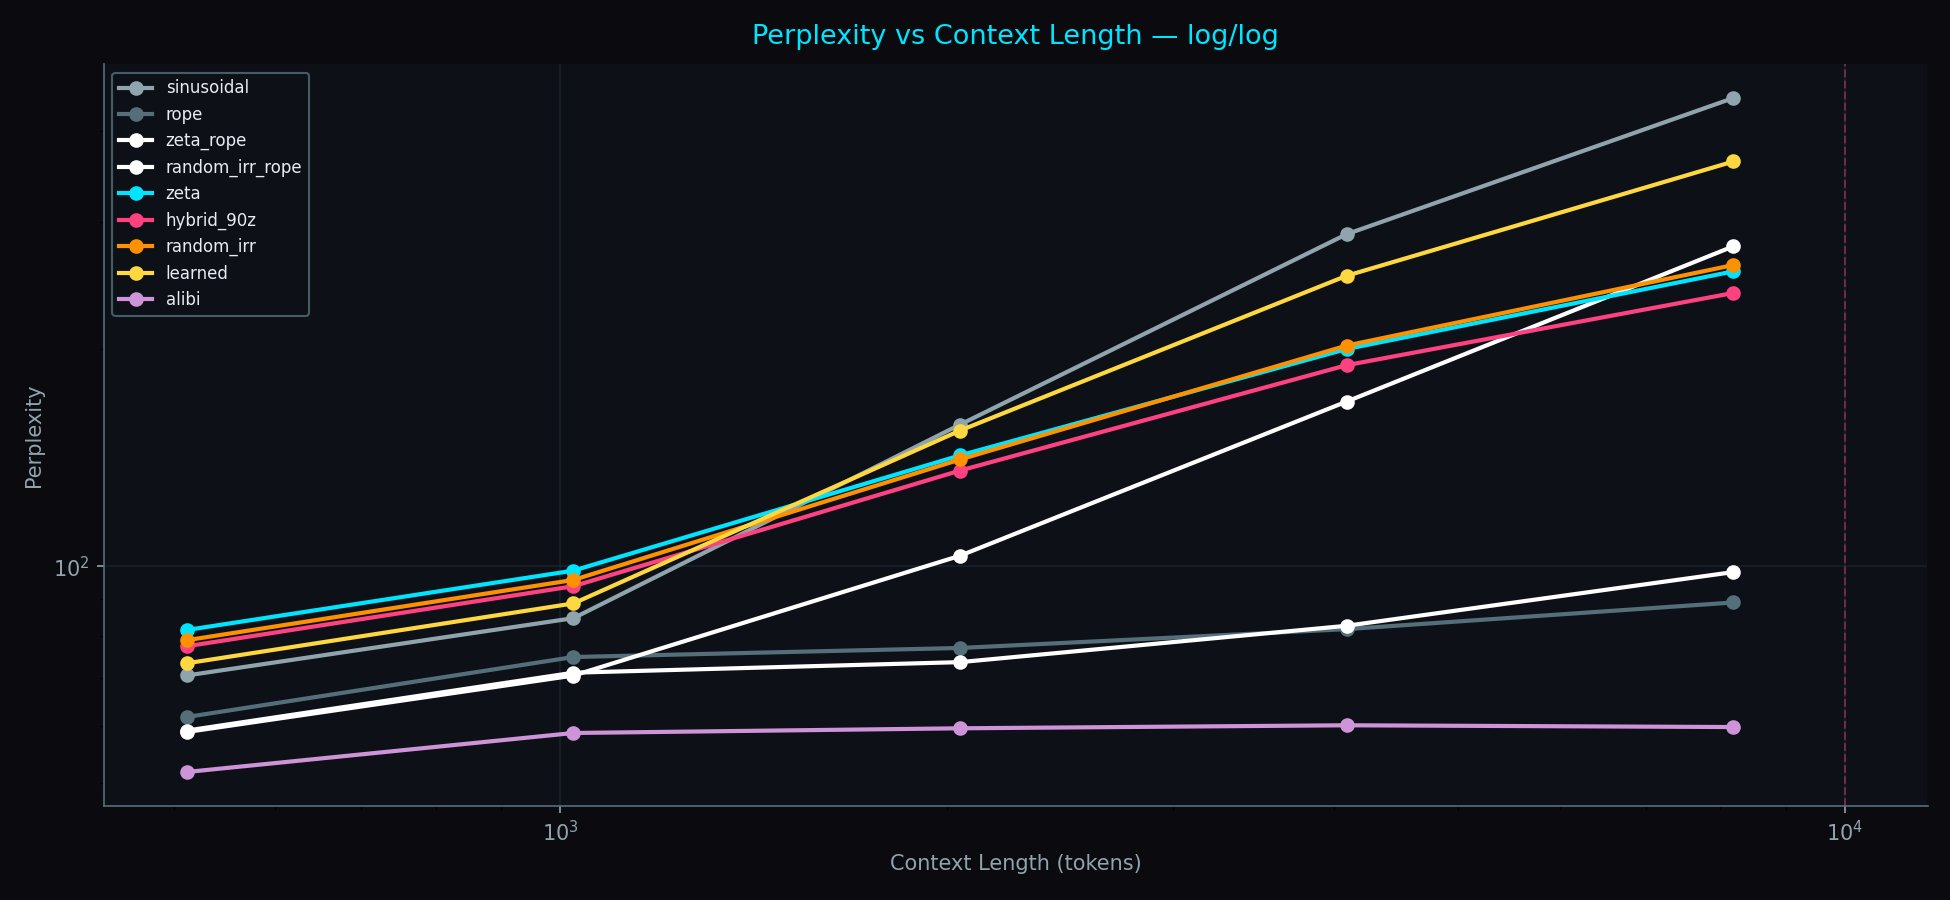 Perplexity vs Context Length — log/log
sinusoidal
rope
zeta_rope
random_irr_rope
zeta
hybrid_90z
random_irr
learned
alibi
Perplexity
10²
10³
10⁴
Context Length (tokens)